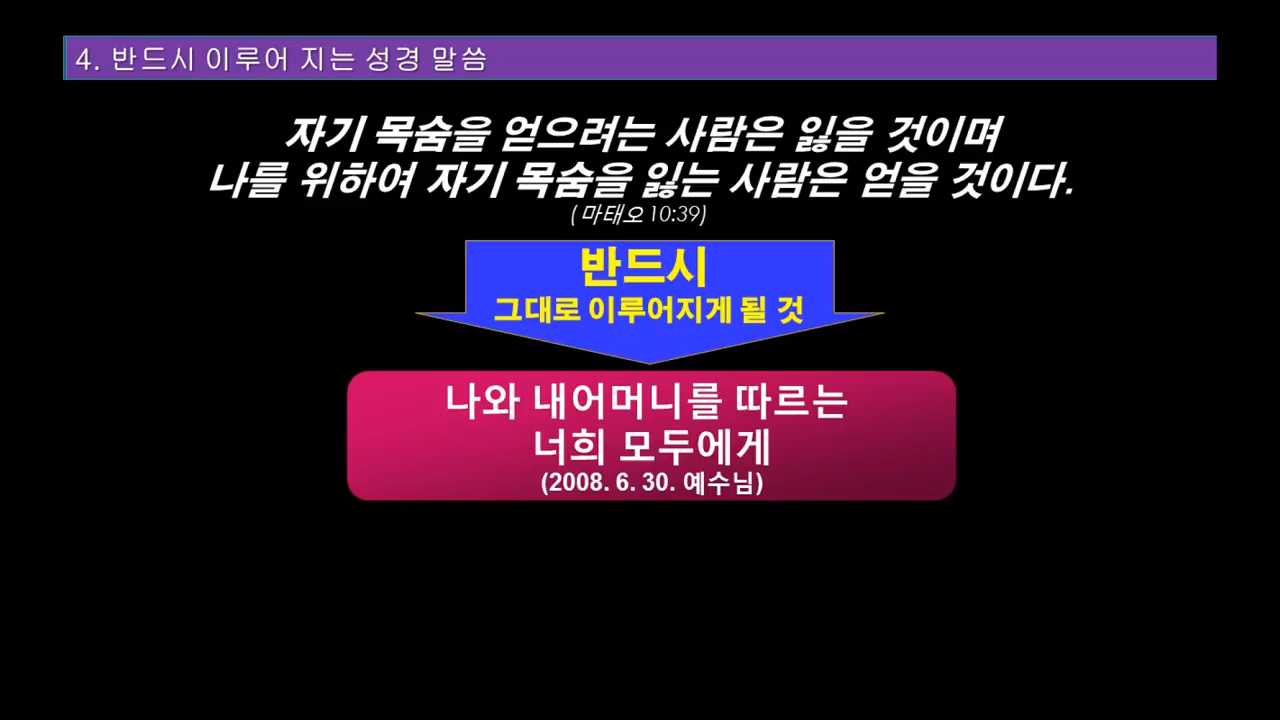 4. 반드시 이루어 지는 성경 말씀
자기 목숨을 얻으려는 사람은 잃을 것이며
나를 위하여 자기 목숨을 잃는 사람은 얻을 것이다.
( 마태오 10:39)
반드시
그대로 이루어지게 될 것
나와 내어머니를 따르는
너희 모두에게
(2008. 6. 30. 예수님)